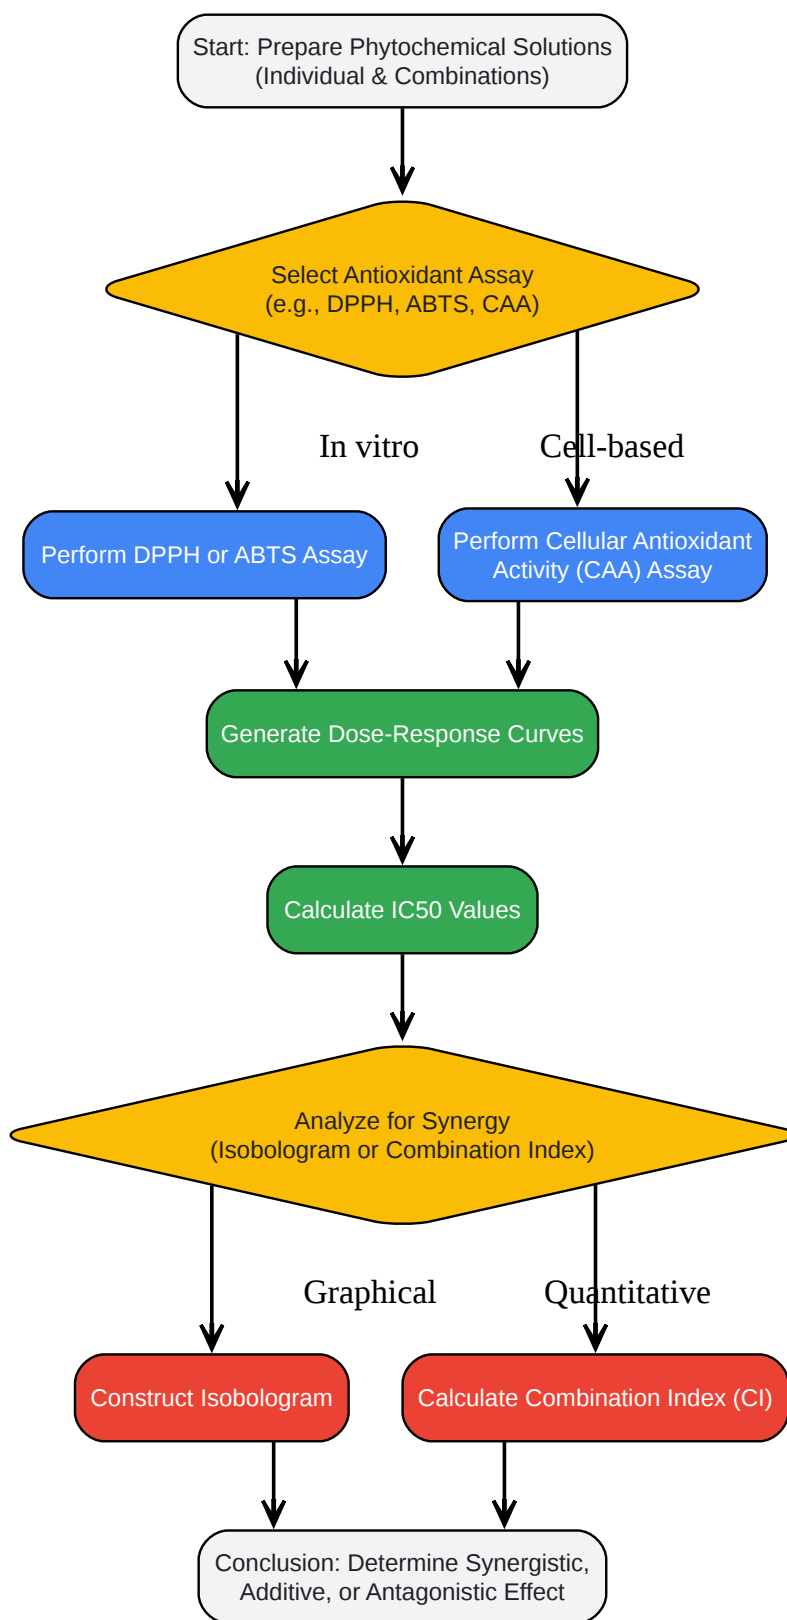 Start: Prepare Phytochemical Solutions
(Individual & Combinations)
Select Antioxidant Assay
(e.g., DPPH, ABTS, CAA)
In vitro
Cell-based
Perform DPPH or ABTS Assay
Perform Cellular Antioxidant
Activity (CAA) Assay
Generate Dose-Response Curves
Calculate IC50 Values
Analyze for Synergy
(Isobologram or Combination Index)
Graphical
Quantitative
Construct Isobologram
Calculate Combination Index (CI)
Conclusion: Determine Synergistic,
Additive, or Antagonistic Effect